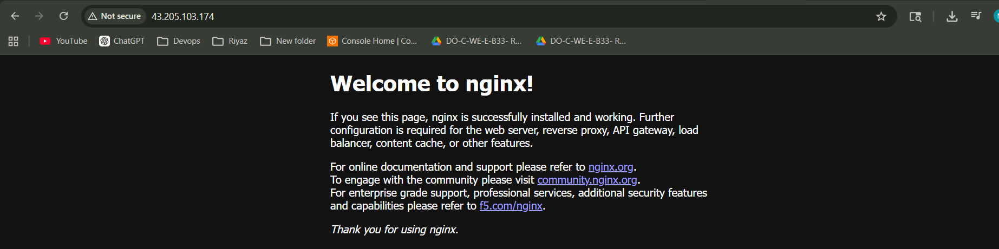 Not secure 43.205.103.174
YouTube ChatGPT Devops Riyaz New folder Console Home | Co... DO-C-WE-E-B33- R... DO-C-WE-E-B33- R...
Welcome to nginx!
If you see this page, nginx is successfully installed and working. Further
configuration is required for the web server, reverse proxy, API gateway, load
balancer, content cache, or other features.
For online documentation and support please refer to nginx.org.
To engage with the community please visit community.nginx.org.
For enterprise grade support, professional services, additional security features
and capabilities please refer to f5.com/nginx.
Thank you for using nginx.